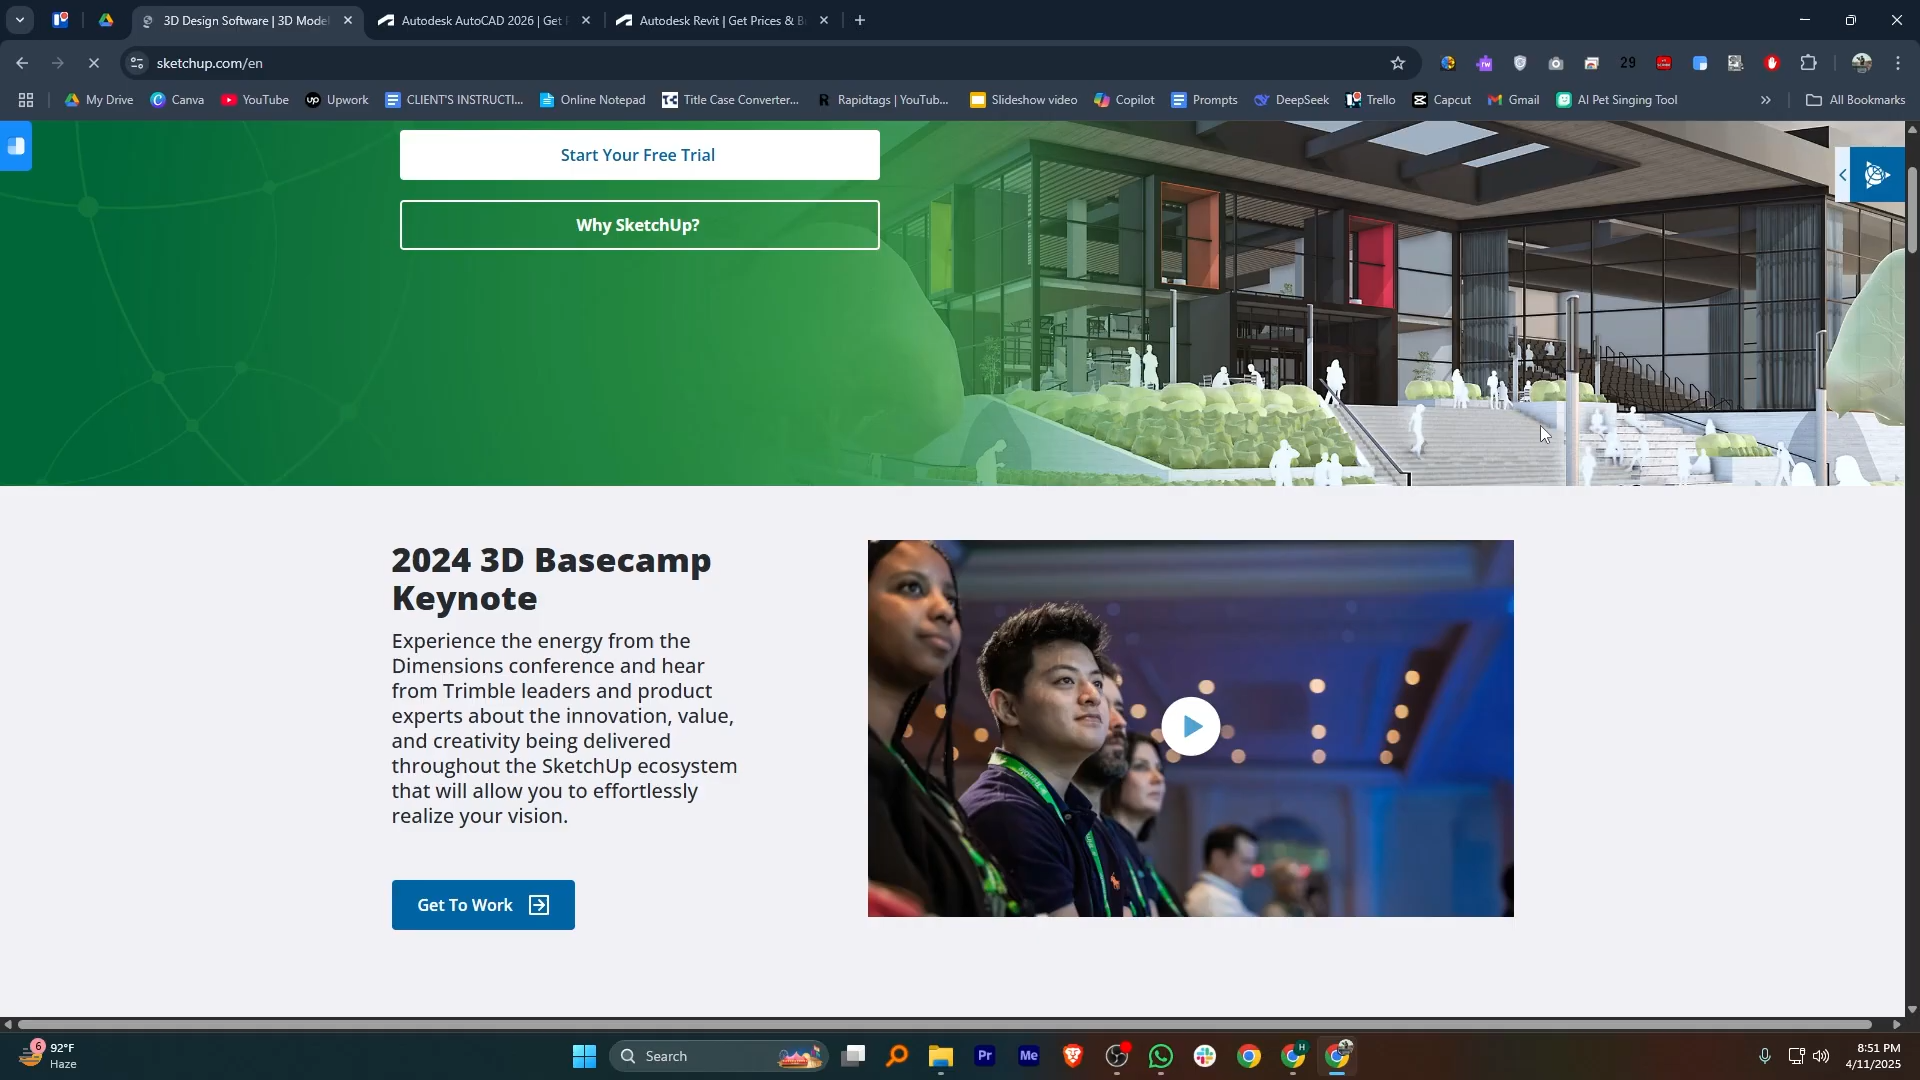 3D Design Software | 3D Model
Autodesk AutoCAD 2026 | Get P
Autodesk Revit | Get Prices & B
sketchup.com/en
29
My Drive
Canva
YouTube
Upwork
CLIENT'S INSTRUCTI...
Online Notepad
Title Case Converter...
Rapidtags | YouTub...
Slideshow video
Copilot
Prompts
DeepSeek
Trello
Capcut
Gmail
AI Pet Singing Tool
All Bookmarks
Start Your Free Trial
Why SketchUp?
2024 3D Basecamp
Keynote
Experience the energy from the
Dimensions conference and hear
from Trimble leaders and product
experts about the innovation, value,
and creativity being delivered
throughout the SketchUp ecosystem
that will allow you to effortlessly
realize your vision.
Get To Work
6
92°F
Haze
Search
Pr
Me
H
8:51 PM
4/11/2025